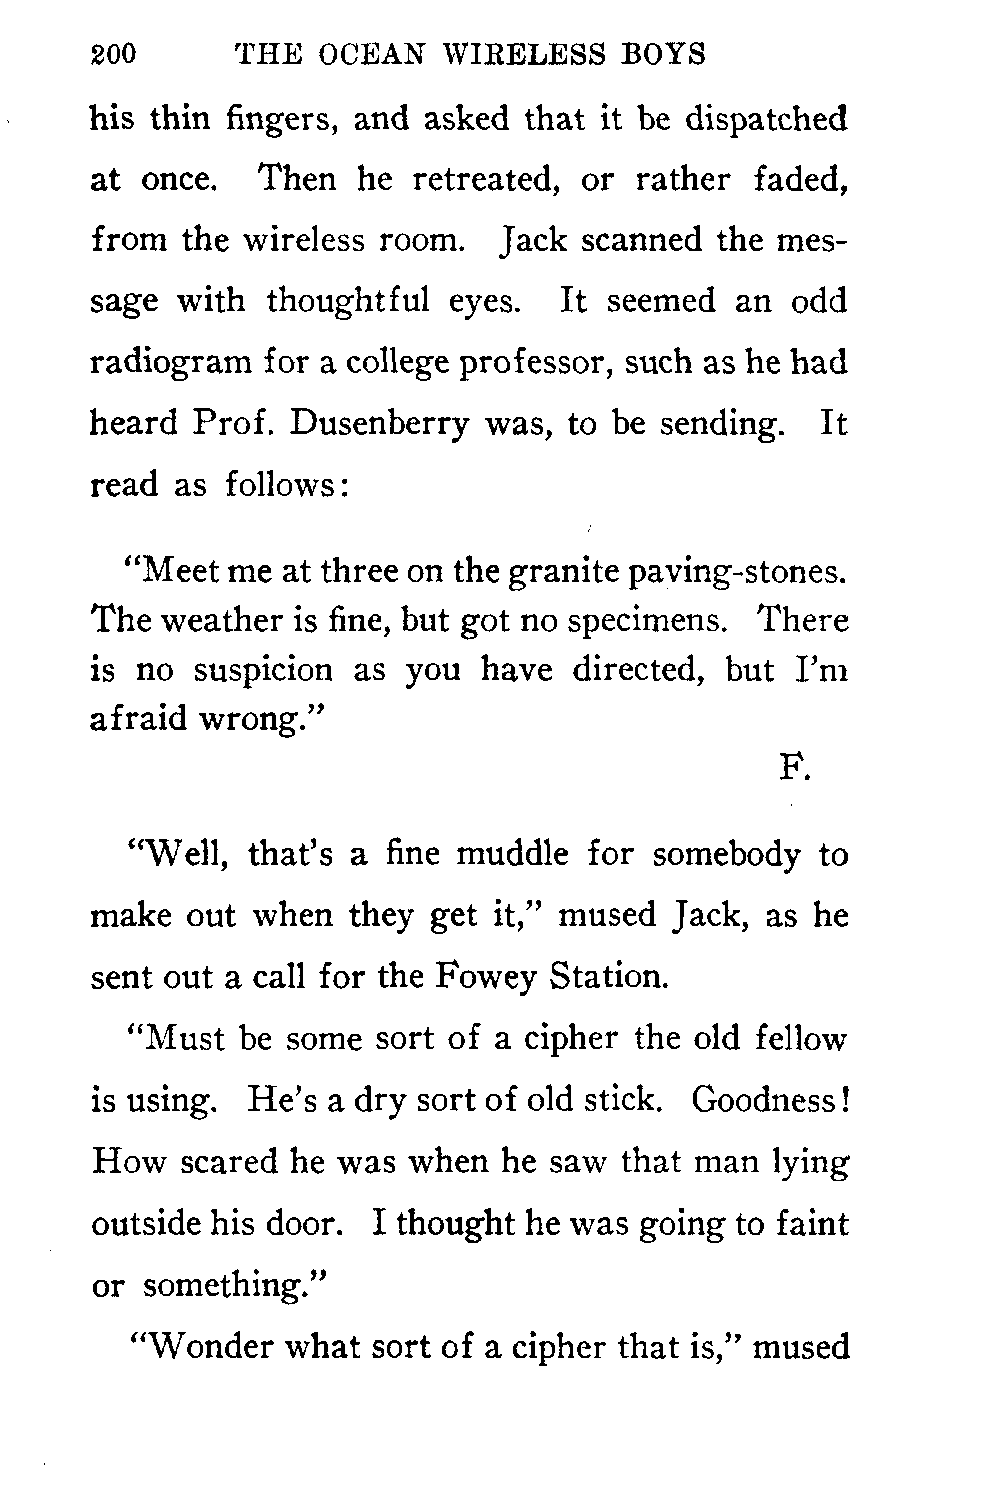 200 THE OCEAN WIRELESS BOYS
his thin fingers, and asked that it be dispatched
at once. Then he retreated, or rather faded,
from the wireless room. Jack scanned the mes-
sage with thoughtful eyes. It seemed an odd
radiogram for a college professor, such as he had
heard Prof. Dusenberry was, to be sending. It
read as follows:
“Meet me at three on the granite paving-stones.
The weather is fine, but got no specimens. There
is no suspicion as you have directed, but I’m
afraid wrong.”
F.
“Well, that’s a fine muddle for somebody to
make out when they get it,” mused Jack, as he
sent out a call for the Fowey Station.
“Must be some sort of a cipher the old fellow
is using. He’s a dry sort of old stick. Goodness!
How scared he was when he saw that man lying
outside his door. I thought he was going to faint
or something.”
“Wonder what sort of a cipher that is,” mused